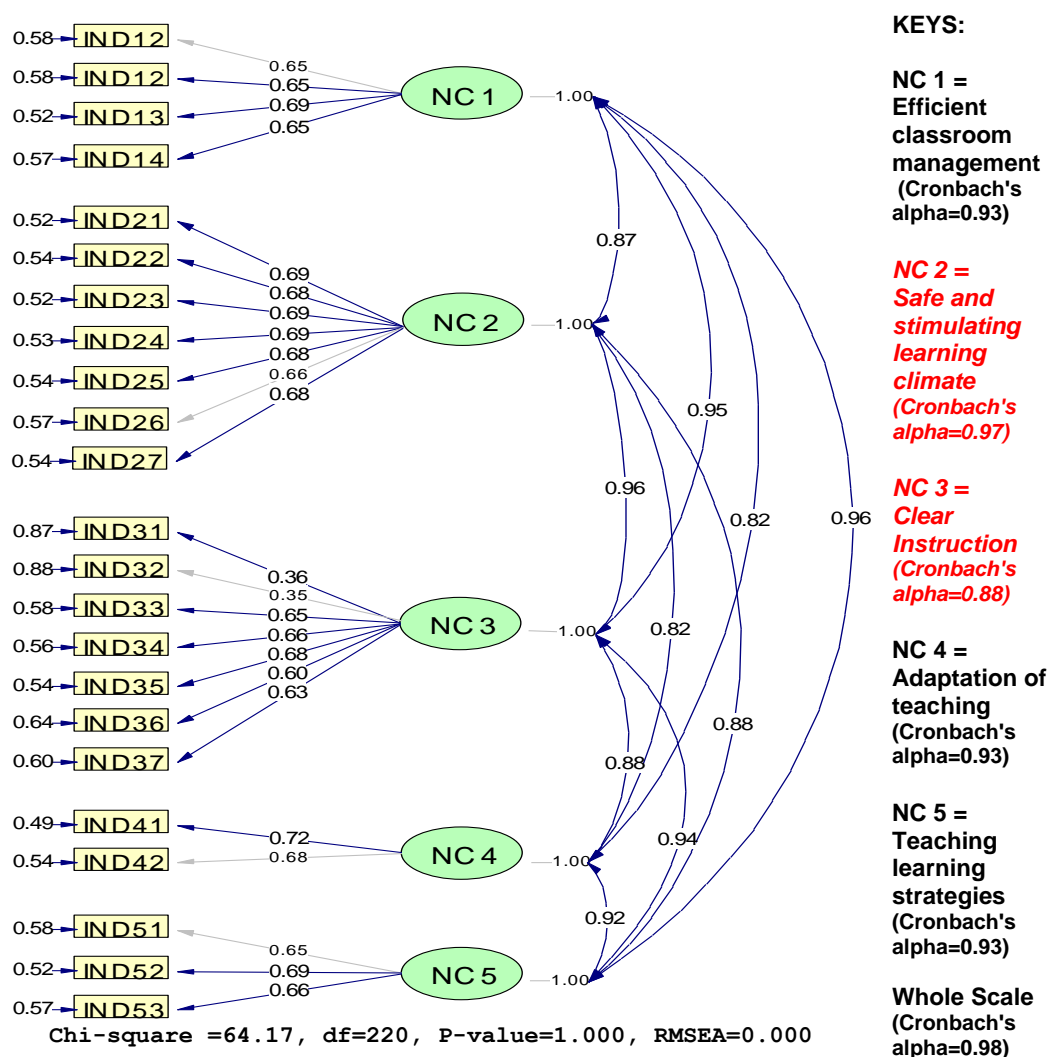 0.58 IND12
0.58 IND12
0.52 IND13
0.57 IND14
0.65
0.65
0.69
0.65
NC 1
1.00
0.52 IND21
0.54 IND22
0.52 IND23
0.53 IND24
0.54 IND25
0.57 IND26
0.54 IND27
0.69
0.68
0.69
0.69
0.68
0.66
0.68
NC 2
1.00
0.87 IND31
0.88 IND32
0.58 IND33
0.56 IND34
0.54 IND35
0.64 IND36
0.60 IND37
0.36
0.35
0.65
0.66
0.68
0.60
0.63
NC 3
1.00
0.49 IND41
0.54 IND42
0.72
0.68
NC 4
1.00
0.58 IND51
0.52 IND52
0.57 IND53
0.65
0.69
0.66
NC 5
1.00
0.87
0.95
0.96
0.82
0.96
0.82
0.88
0.88
0.94
0.92
Chi-square =64.17, df=220, P-value=1.000, RMSEA=0.000
KEYS:
NC 1 =
Efficient
classroom
management
(Cronbach's
alpha=0.93)
NC 2 =
Safe and
stimulating
learning
climate
(Cronbach's
alpha=0.97)
NC 3 =
Clear
Instruction
(Cronbach's
alpha=0.88)
NC 4 =
Adaptation of
teaching
(Cronbach's
alpha=0.93)
NC 5 =
Teaching
learning
strategies
(Cronbach's
alpha=0.93)
Whole Scale
(Cronbach's
alpha=0.98)